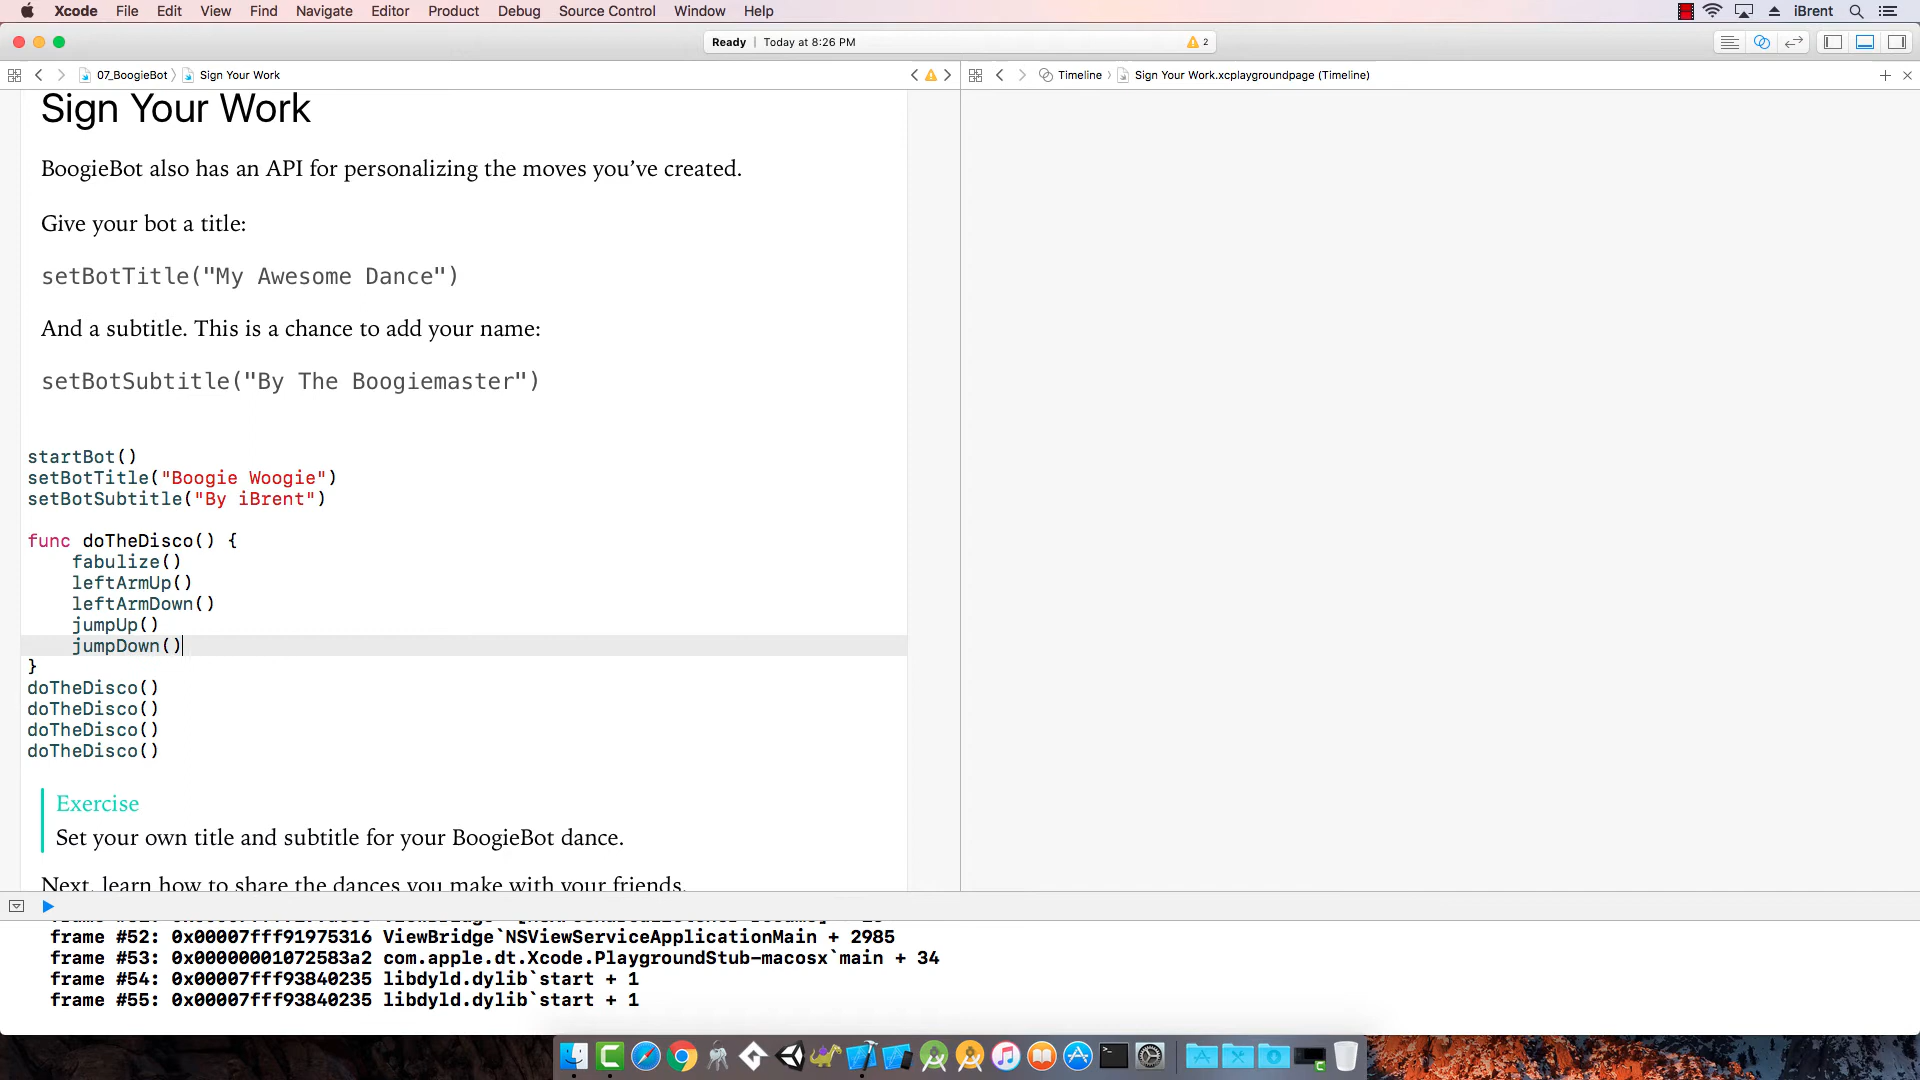 Xcode File Edit View Find Navigate Editor Product Debug Source Control Window Help iBrent
Ready Today at 8:26 PM 2
07_BoogieBot Sign Your Work
Timeline Sign Your Work.xcplaygroundpage (Timeline)
Sign Your Work
BoogieBot also has an API for personalizing the moves you’ve created.
Give your bot a title:
setBotTitle("My Awesome Dance")
And a subtitle. This is a chance to add your name:
setBotSubtitle("By The Boogiemaster")
startBot()
setBotTitle("Boogie Woogie")
setBotSubtitle("By iBrent")
func doTheDisco() {
fabulize()
leftArmUp()
leftArmDown()
jumpUp()
jumpDown()
}
doTheDisco()
doTheDisco()
doTheDisco()
doTheDisco()
Exercise
Set your own title and subtitle for your BoogieBot dance.
Next, learn how to share the dances you make with your friends.
frame #52: 0x00007fff91975316 ViewBridge`NSViewServiceApplicationMain + 2985
frame #53: 0x00000001072583a2 com.apple.dt.Xcode.PlaygroundStub-macosx`main + 34
frame #54: 0x00007fff93840235 libdyld.dylib`start + 1
frame #55: 0x00007fff93840235 libdyld.dylib`start + 1